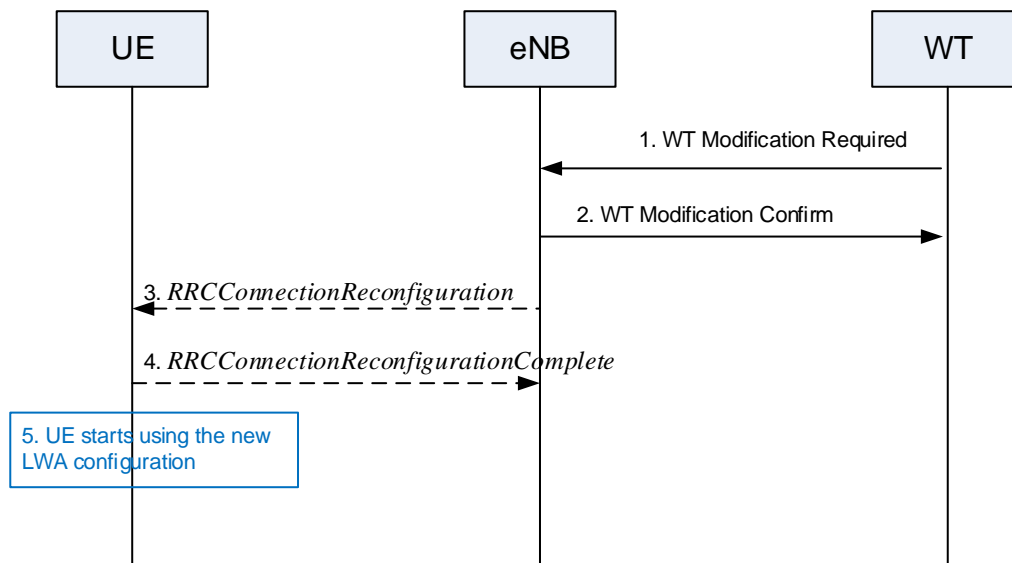 UE
eNB
WT
1. WT Modification Required
2. WT Modification Confirm
3. RRCConnectionReconfiguration
4. RRCConnectionReconfigurationComplete
5. UE starts using the new
LWA configuration